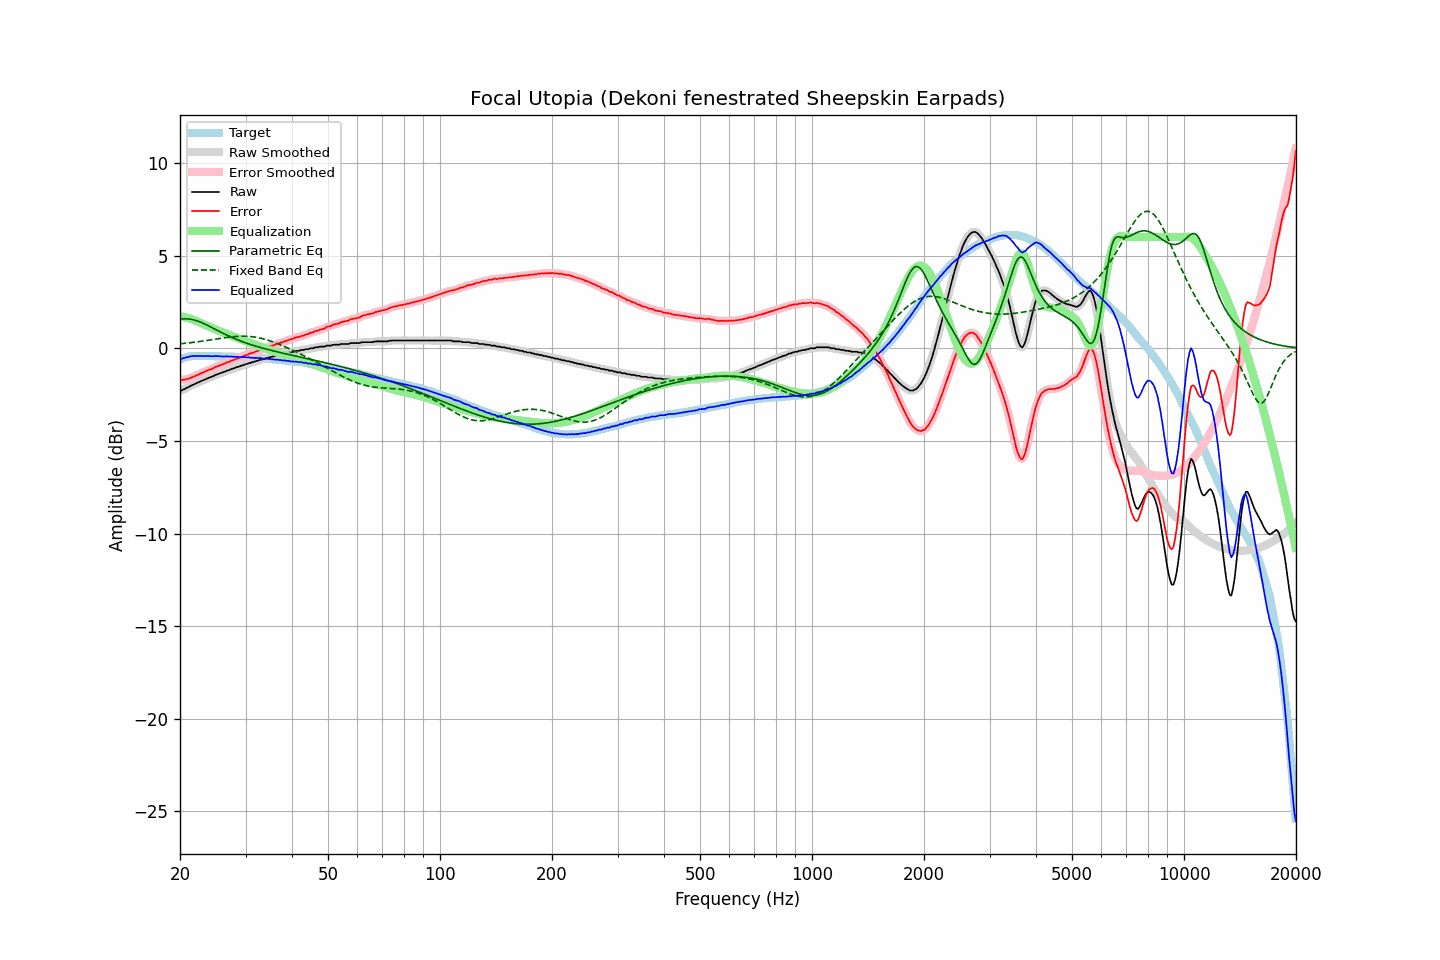 Focal Utopia (Dekoni fenestrated Sheepskin Earpads)
Target
Raw Smoothed
Error Smoothed
Raw
Error
Equalization
Parametric Eq
Fixed Band Eq
Equalized
10
5
0
−5
−10
−15
−20
−25
Amplitude (dBr)
20
50
100
200
500
1000
2000
5000
10000
20000
Frequency (Hz)